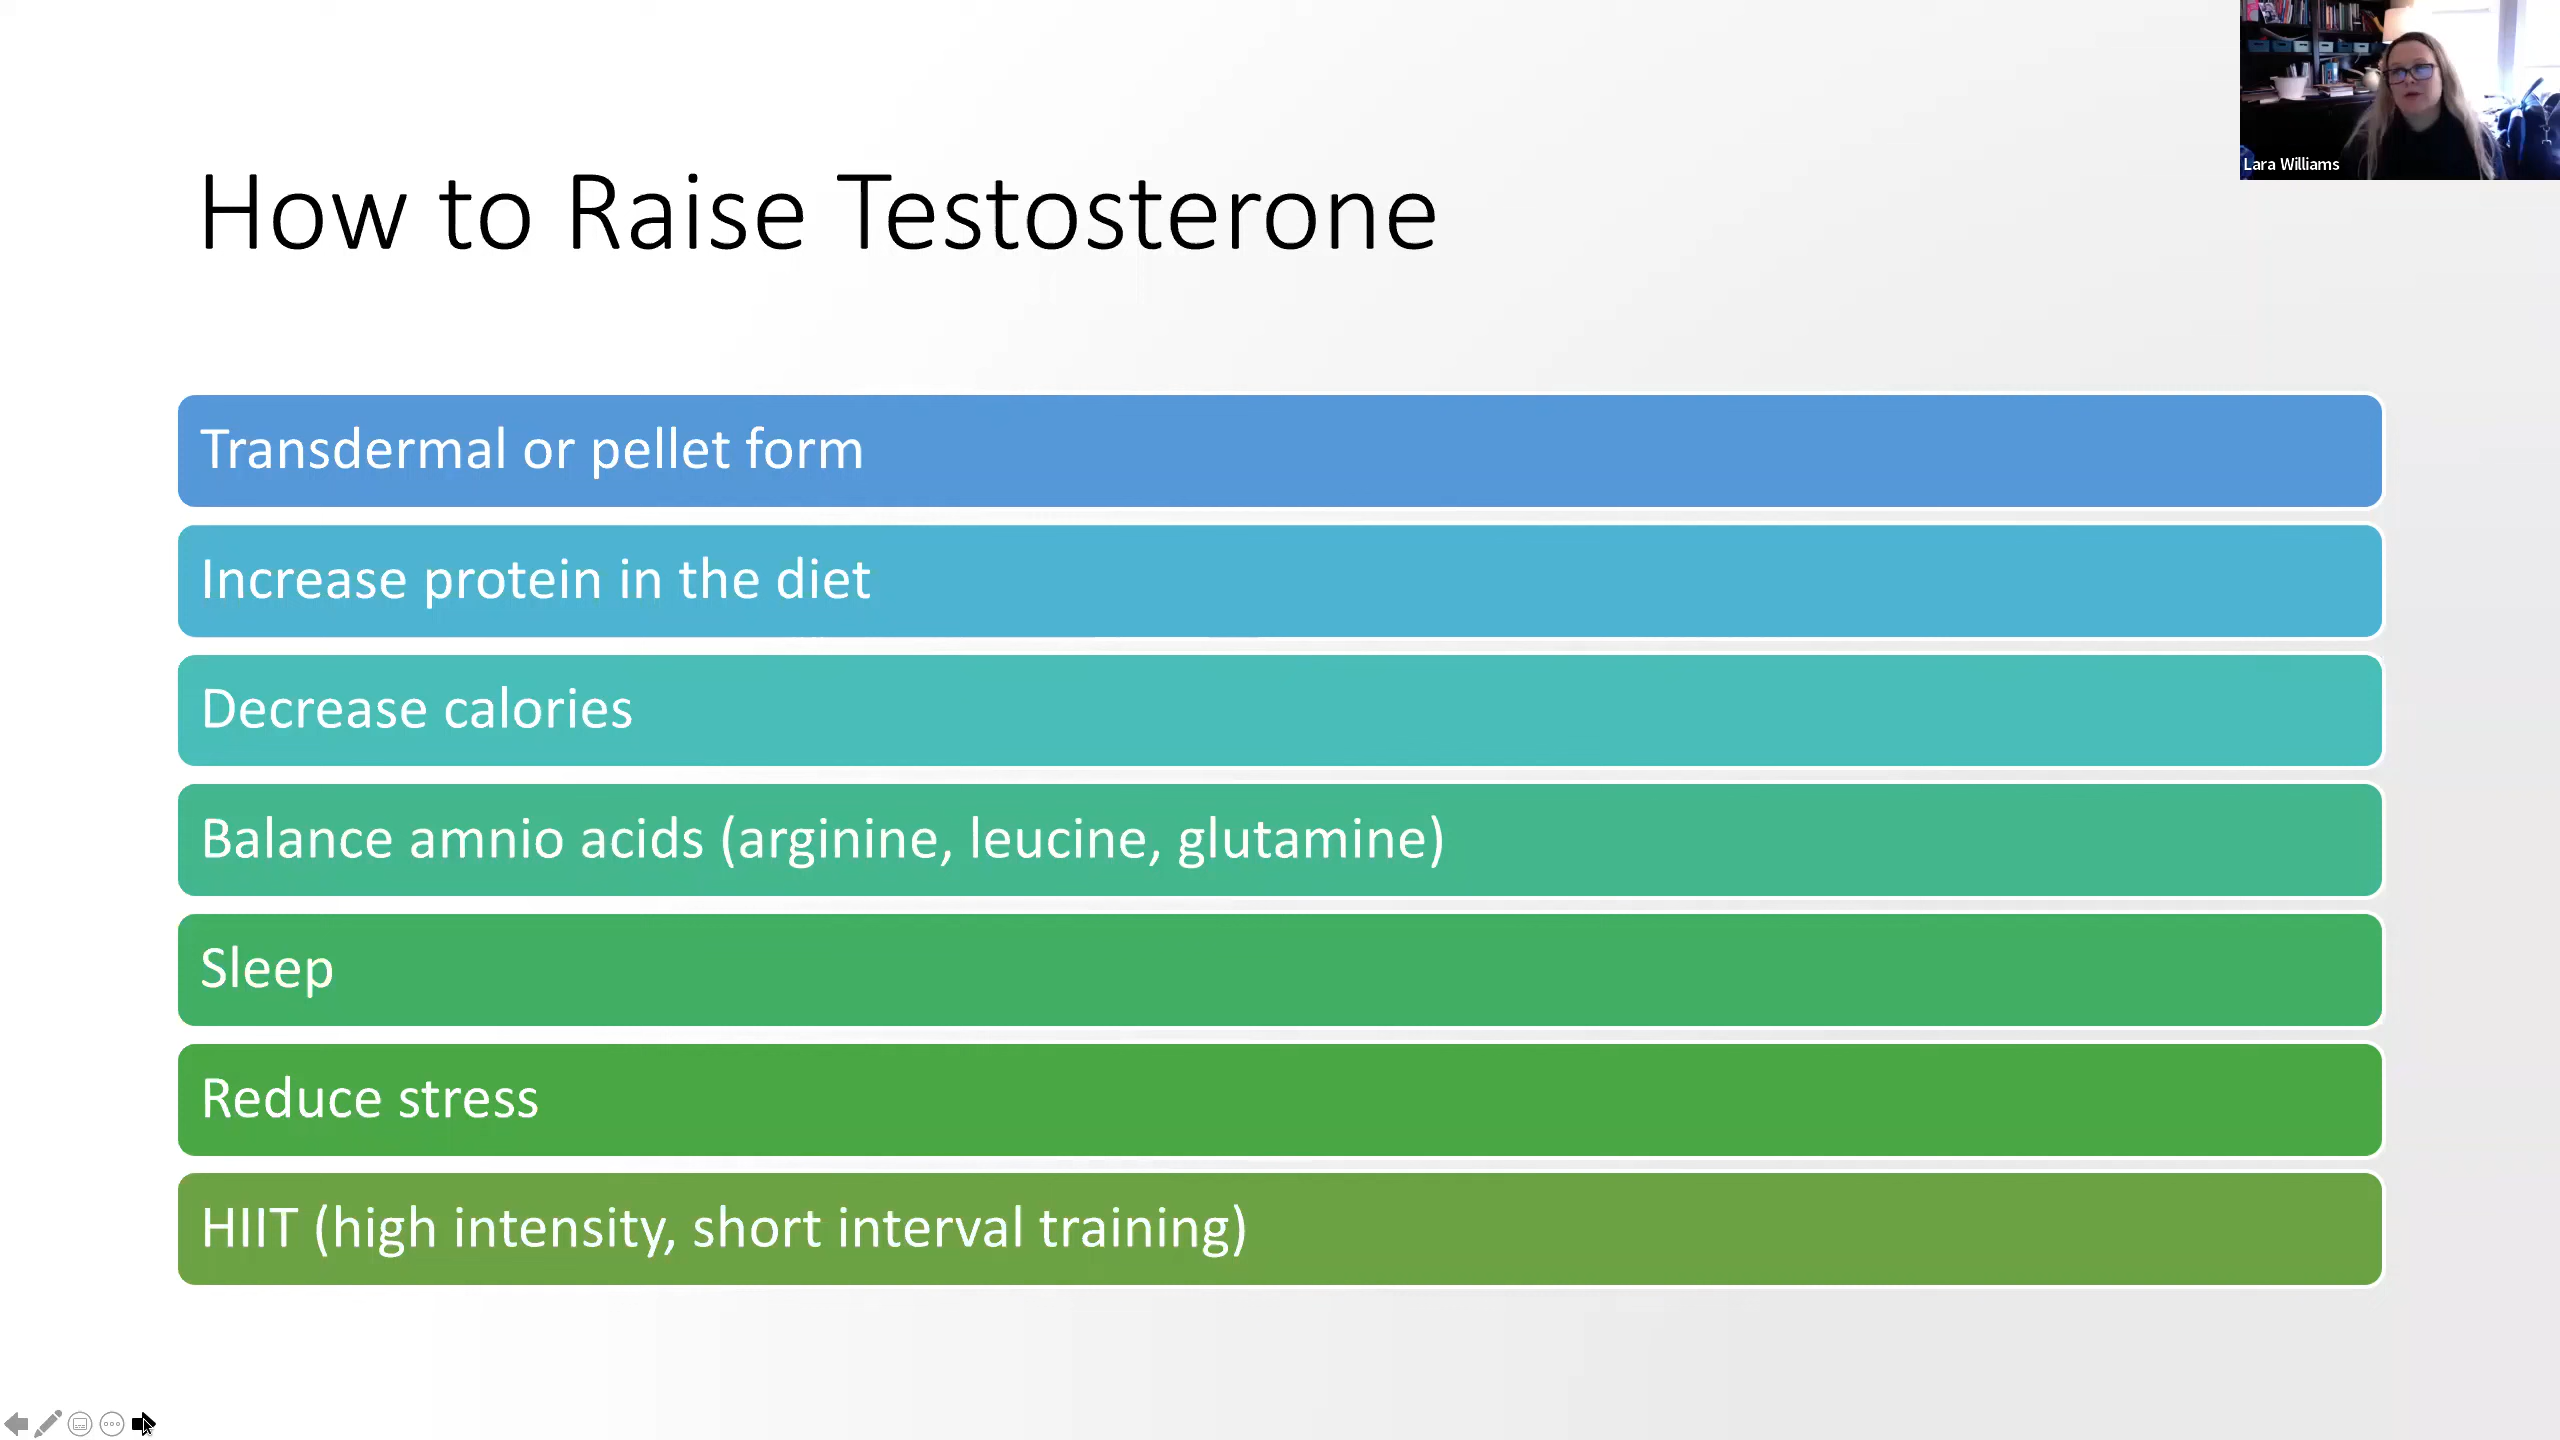 Lara Williams
How to Raise Testosterone
Transdermal or pellet form
Increase protein in the diet
Decrease calories
Balance amnio acids (arginine, leucine, glutamine)
Sleep
Reduce stress
HIIT (high intensity, short interval training)